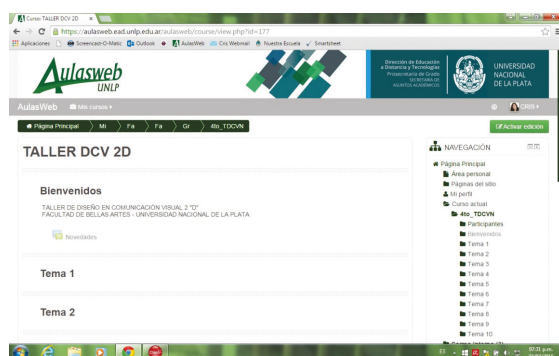 Curso: TALLER DCV 2D
https://aulasweb.ead.unlp.edu.ar/aulasweb/course/view.php?id=177
Aplicaciones
Screencast-O-Matic
Outlook
AulasWeb
Cris Webmail
Nuestra Escuela
Smartsheet
Aulasweb
UNLP
Dirección de Educación
a Distancia y Tecnologías
Prosecretaría de Grado
SECRETARÍA DE
ASUNTOS ACADÉMICOS
UNIVERSIDAD
NACIONAL
DE LA PLATA
AulasWeb
Mis cursos
CRIS
Página Principal
Mi
Fa
Fa
Gr
4to_TDCVN
Activar edición
TALLER DCV 2D
Bienvenidos
TALLER DE DISEÑO EN COMUNICACIÓN VISUAL 2 "D"
FACULTAD DE BELLAS ARTES - UNIVERSIDAD NACIONAL DE LA PLATA
Novedades
Tema 1
Tema 2
NAVEGACIÓN
Página Principal
Área personal
Páginas del sitio
Mi perfil
Curso actual
4to_TDCVN
Participantes
Bienvenidos
Tema 1
Tema 2
Tema 3
Tema 4
Tema 5
Tema 6
Tema 7
Tema 8
Tema 9
Tema 10
ES
07:31 p.m.